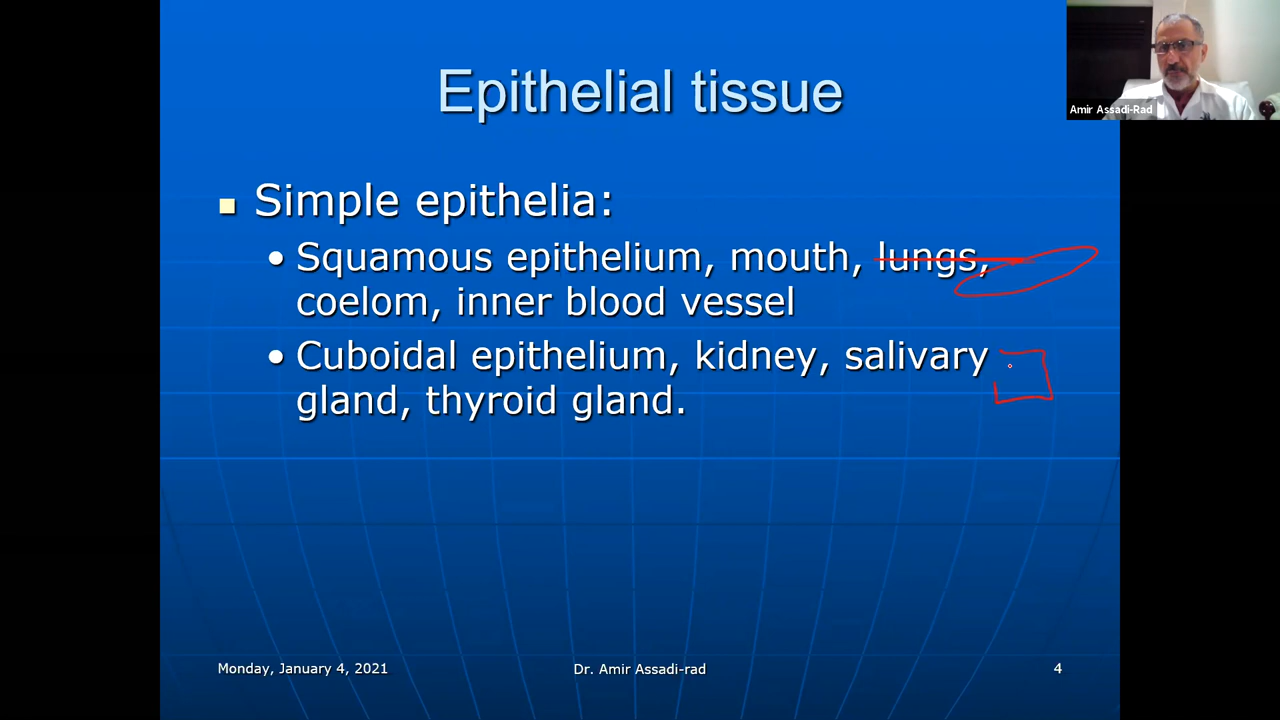 Epithelial tissue
Amir Assadi-Rad
Simple epithelia:
Squamous epithelium, mouth, lungs,
coelom, inner blood vessel
Cuboidal epithelium, kidney, salivary
gland, thyroid gland.
Monday, January 4, 2021
Dr. Amir Assadi-rad
4